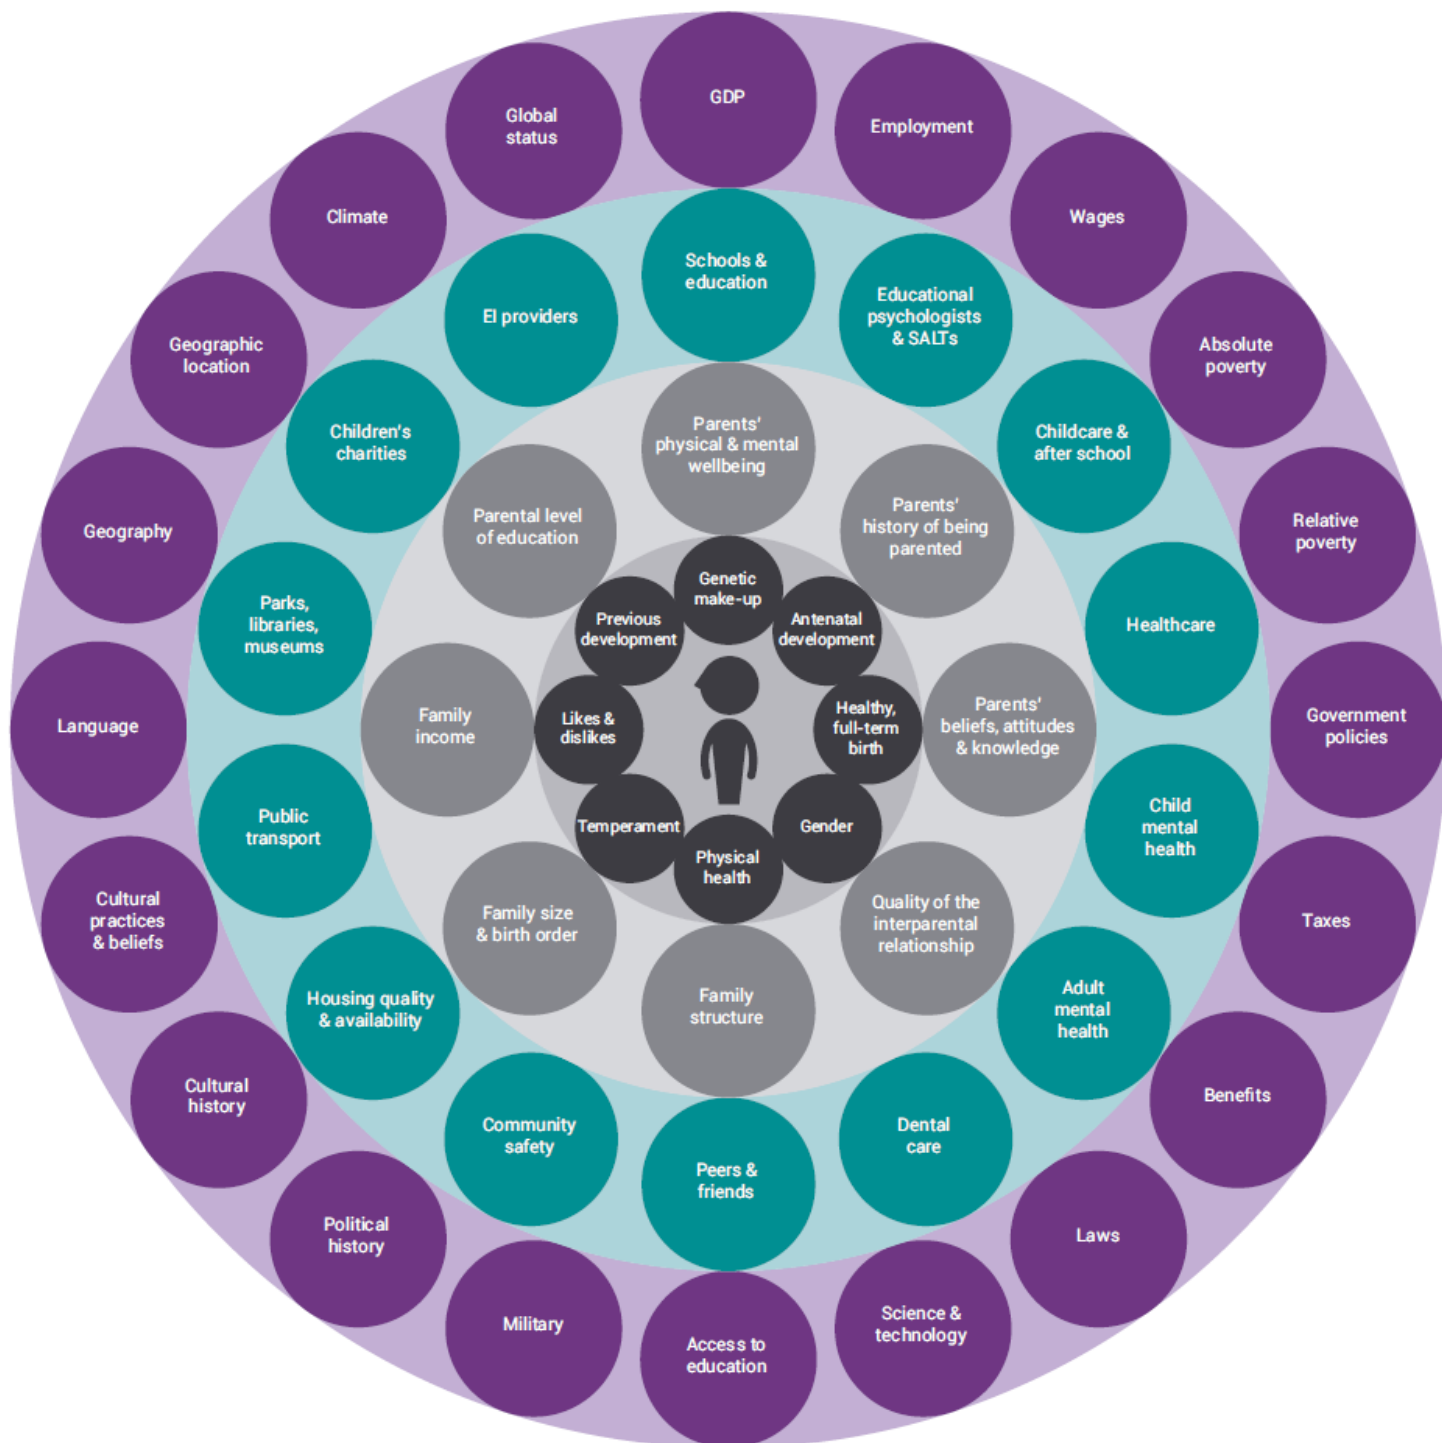 GDP
Employment
Wages
Absolute
poverty
Relative
poverty
Government
policies
Taxes
Benefits
Laws
Science &
technology
Access to
education
Military
Political
history
Cultural
history
Cultural
practices
& beliefs
Language
Geography
Geographic
location
Climate
Global
status
Schools &
education
Educational
psychologists
& SALTs
Childcare &
after school
Healthcare
Child
mental
health
Adult
mental
health
Dental
care
Peers &
friends
Community
safety
Housing quality
& availability
Public
transport
Parks,
libraries,
museums
Children's
charities
EI providers
Parents'
physical & mental
wellbeing
Parents'
history of being
parented
Parents'
beliefs, attitudes
& knowledge
Quality of the
interparental
relationship
Family
structure
Family size
& birth order
Family
income
Parental level
of education
Genetic
make-up
Antenatal
development
Healthy,
full-term
birth
Gender
Physical
health
Temperament
Likes &
dislikes
Previous
development